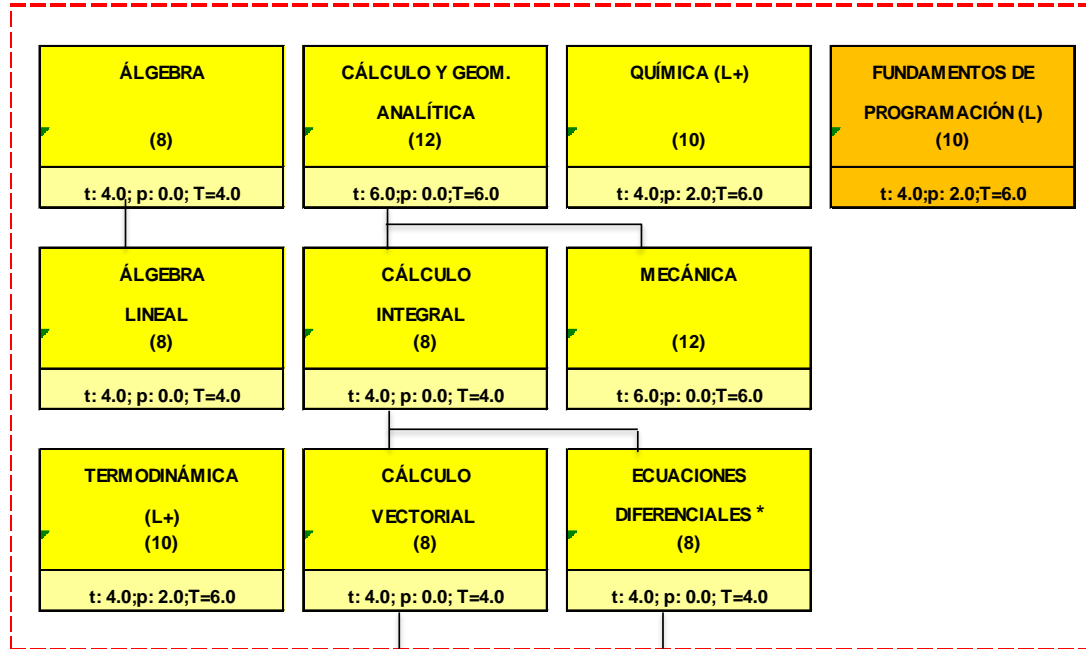 ÁLGEBRA
(8)
t: 4.0; p: 0.0; T=4.0
CÁLCULO Y GEOM.
ANALÍTICA
(12)
t: 6.0;p: 0.0;T=6.0
QUÍMICA (L+)
(10)
t: 4.0;p: 2.0;T=6.0
FUNDAMENTOS DE
PROGRAMACIÓN (L)
(10)
t: 4.0;p: 2.0;T=6.0
ÁLGEBRA
LINEAL
(8)
t: 4.0; p: 0.0; T=4.0
CÁLCULO
INTEGRAL
(8)
t: 4.0; p: 0.0; T=4.0
MECÁNICA
(12)
t: 6.0;p: 0.0;T=6.0
TERMODINÁMICA
(L+)
(10)
t: 4.0;p: 2.0;T=6.0
CÁLCULO
VECTORIAL
(8)
t: 4.0; p: 0.0; T=4.0
ECUACIONES
DIFERENCIALES *
(8)
t: 4.0; p: 0.0; T=4.0